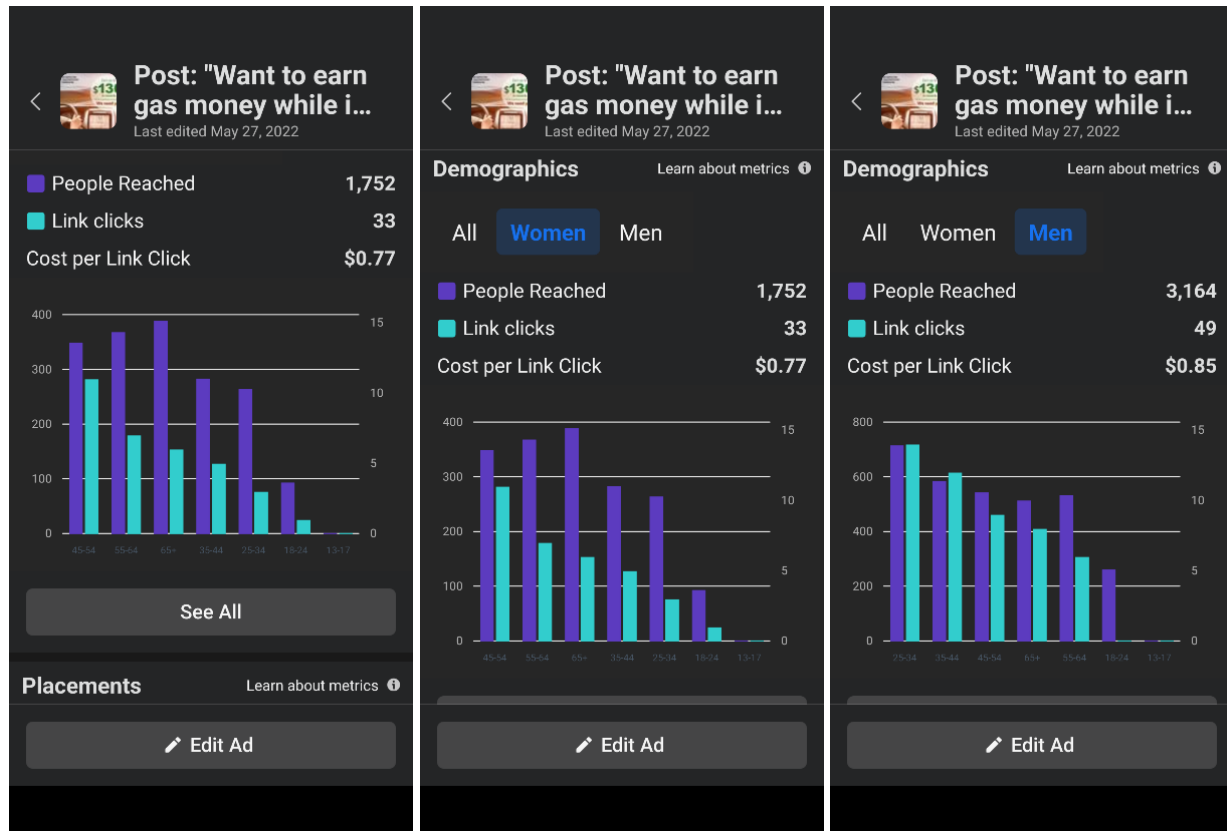 Post: "Want to earn
gas money while i...
Last edited May 27, 2022
$13
People Reached 1,752
Link clicks 33
Cost per Link Click $0.77
400
300
200
100
0
15
10
5
0
45-54 55-64 65+ 35-44 25-34 18-24 13-17
See All
Placements Learn about metrics
Edit Ad
Post: "Want to earn
gas money while i...
Last edited May 27, 2022
$13
Demographics Learn about metrics
All Women Men
People Reached 1,752
Link clicks 33
Cost per Link Click $0.77
400
300
200
100
0
15
10
5
0
45-54 55-64 65+ 35-44 25-34 18-24 13-17
Edit Ad
Post: "Want to earn
gas money while i...
Last edited May 27, 2022
$13
Demographics Learn about metrics
All Women Men
People Reached 3,164
Link clicks 49
Cost per Link Click $0.85
800
600
400
200
0
15
10
5
0
25-34 35-44 45-54 65+ 55-64 18-24 13-17
Edit Ad